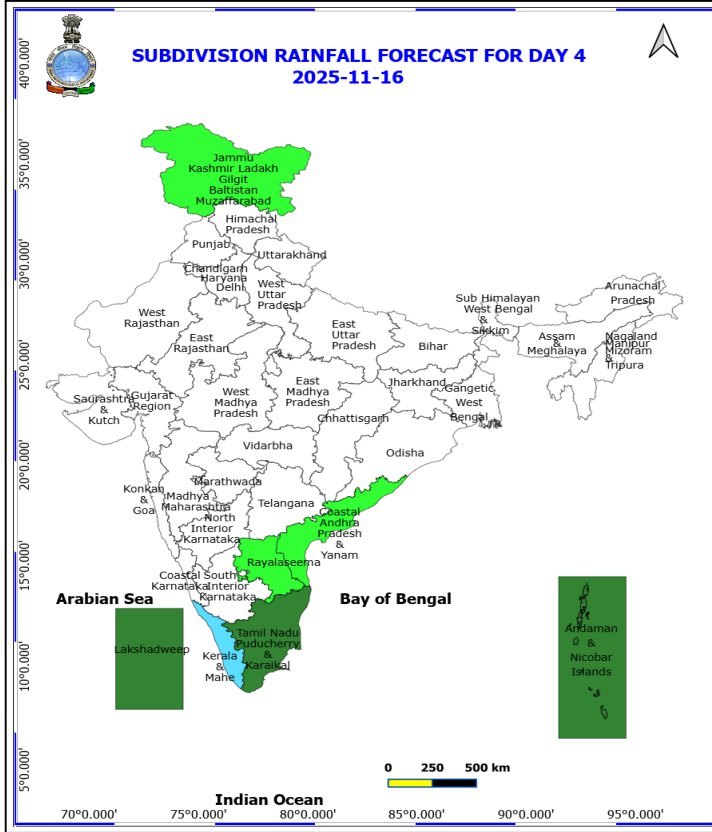 SUBDIVISION RAINFALL FORECAST FOR DAY 4
2025-11-16
40°0.000'
35°0.000'
30°0.000'
25°0.000'
20°0.000'
15°0.000'
10°0.000'
5°0.000'
Jammu
Kashmir Ladakh
Gilgit
Baltistan
Muzaffarabad
Himachal
Pradesh
Punjab
Uttarakhand
Chandigarh
Haryana
Delhi
West
Uttar
Pradesh
West
Rajasthan
East
Rajasthan
East
Uttar
Pradesh
Bihar
Sub Himalayan
West Bengal
&
Sikkim
Arunachal
Pradesh
Assam
&
Meghalaya
Nagaland
Manipur
Mizoram
&
Tripura
Saurashtra
&
Kutch
Gujarat
Region
West
Madhya
Pradesh
East
Madhya
Pradesh
Jharkhand
Gangetic
West
Bengal
Chhattisgarh
Odisha
Vidarbha
Konkan
&
Goa
Marathwada
Madhya
Maharashtra
North
Interior
Karnataka
Telangana
Coastal
Andhra
Pradesh
&
Yanam
Rayalaseema
Coastal
Karnataka
South
Interior
Karnataka
Arabian Sea
Bay of Bengal
Lakshadweep
Kerala
&
Mahe
Tamil Nadu
Puducherry
&
Karaikal
Andaman
&
Nicobar
Islands
0 250 500 km
Indian Ocean
70°0.000' 75°0.000' 80°0.000' 85°0.000' 90°0.000' 95°0.000'